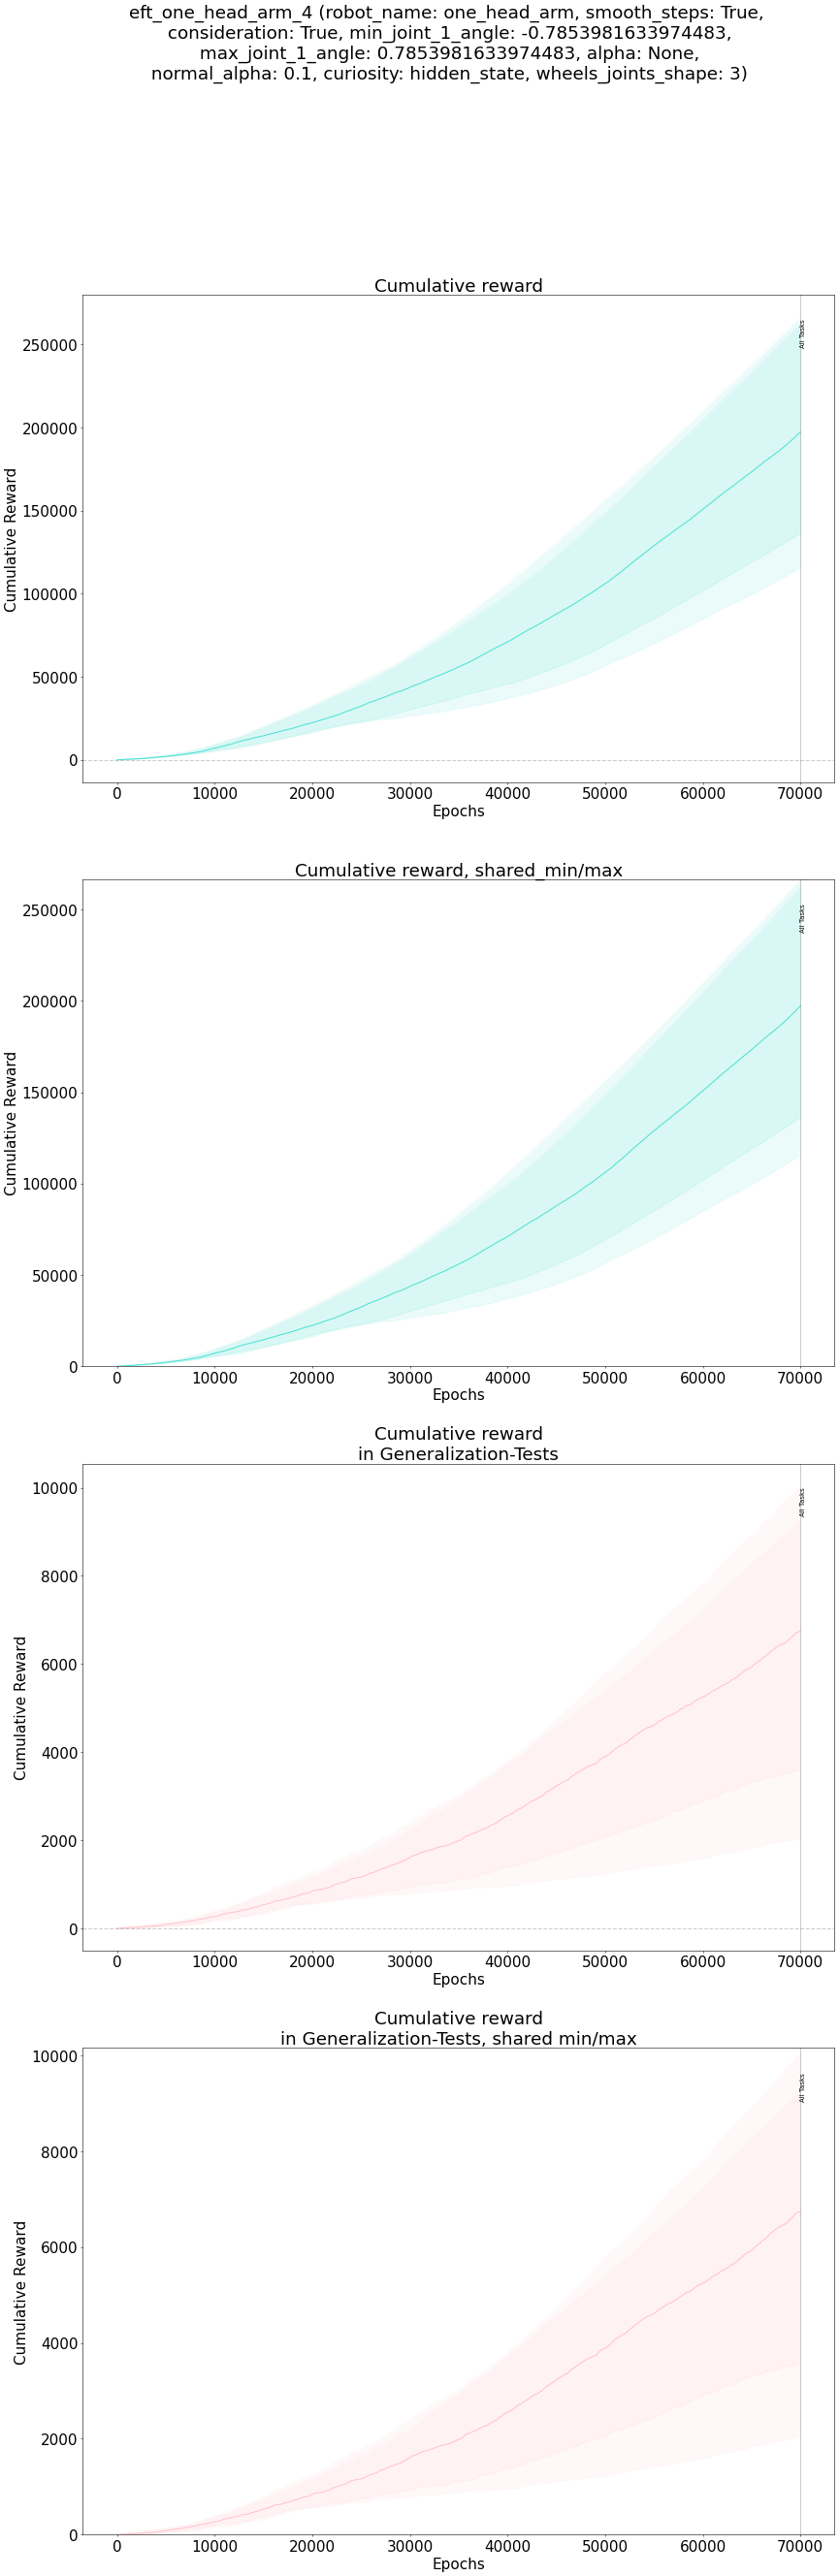 eft_one_head_arm_4 (robot_name: one_head_arm, smooth_steps: True,
consideration: True, min_joint_1_angle: -0.7853981633974483,
max_joint_1_angle: 0.7853981633974483, alpha: None,
normal_alpha: 0.1, curiosity: hidden_state, wheels_joints_shape: 3)
Cumulative reward
Cumulative Reward
250000
200000
150000
100000
50000
0
All Tasks
0 10000 20000 30000 40000 50000 60000 70000
Epochs
Cumulative reward, shared_min/max
Cumulative Reward
250000
200000
150000
100000
50000
0
All Tasks
0 10000 20000 30000 40000 50000 60000 70000
Epochs
Cumulative reward
in Generalization-Tests
Cumulative Reward
10000
8000
6000
4000
2000
0
All Tasks
0 10000 20000 30000 40000 50000 60000 70000
Epochs
Cumulative reward
in Generalization-Tests, shared min/max
Cumulative Reward
10000
8000
6000
4000
2000
0
All Tasks
0 10000 20000 30000 40000 50000 60000 70000
Epochs